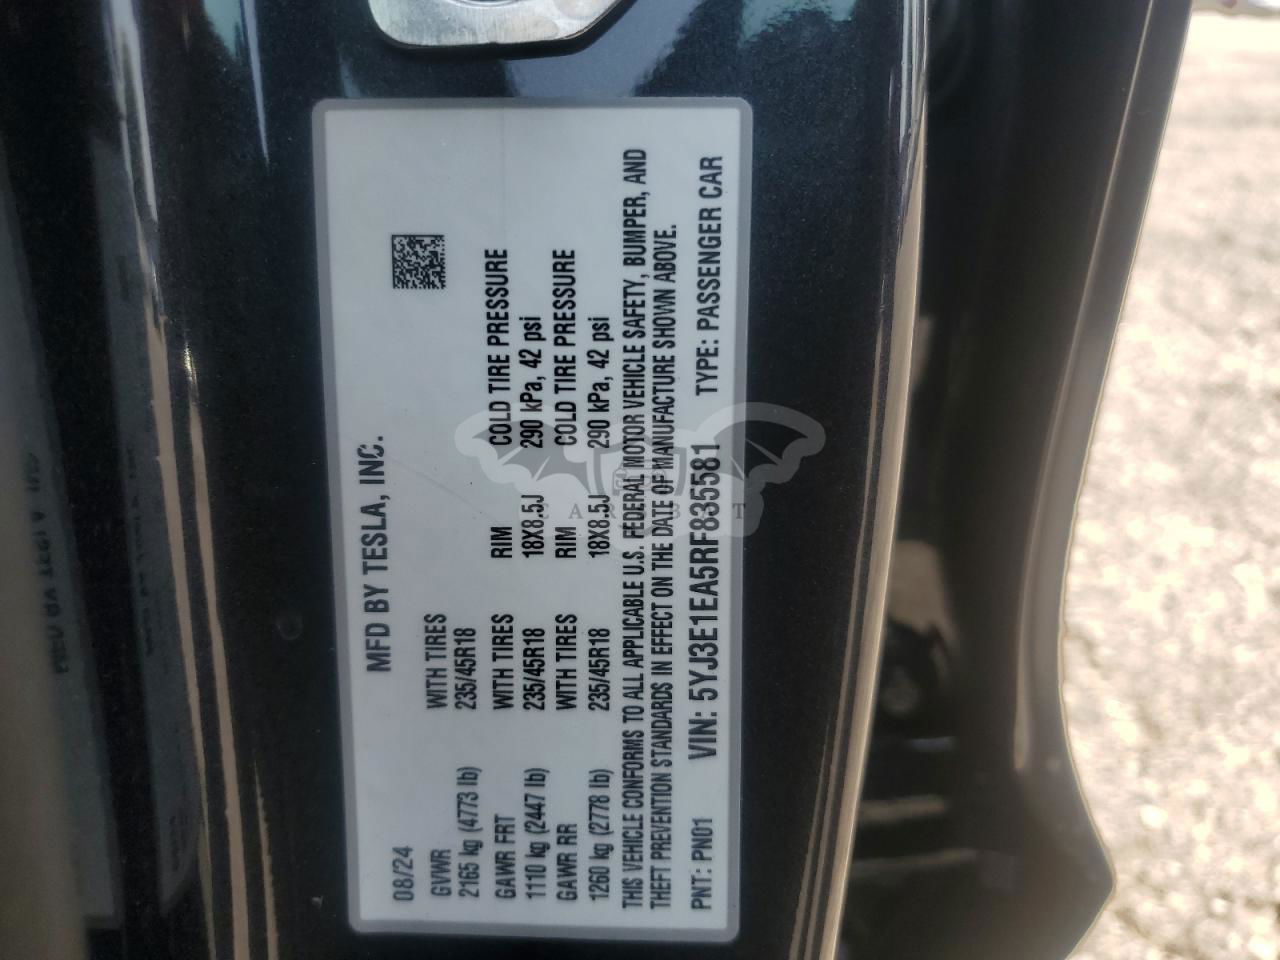 MFD BY TESLA, INC.
08/24
GVWR WITH TIRES
2165 kg (4773 lb) 235/45R18
GAWR FRT WITH TIRES RIM COLD TIRE PRESSURE
1110 kg (2447 lb) 235/45R18 18X8.5J 290 kPa, 42 psi
GAWR RR WITH TIRES RIM COLD TIRE PRESSURE
1260 kg (2778 lb) 235/45R18 18X8.5J 290 kPa, 42 psi
THIS VEHICLE CONFORMS TO ALL APPLICABLE U.S. FEDERAL MOTOR VEHICLE SAFETY, BUMPER, AND
THEFT PREVENTION STANDARDS IN EFFECT ON THE DATE OF MANUFACTURE SHOWN ABOVE.
PNT: PN01 VIN: 5YJ3E1EA5RF835581 TYPE: PASSENGER CAR